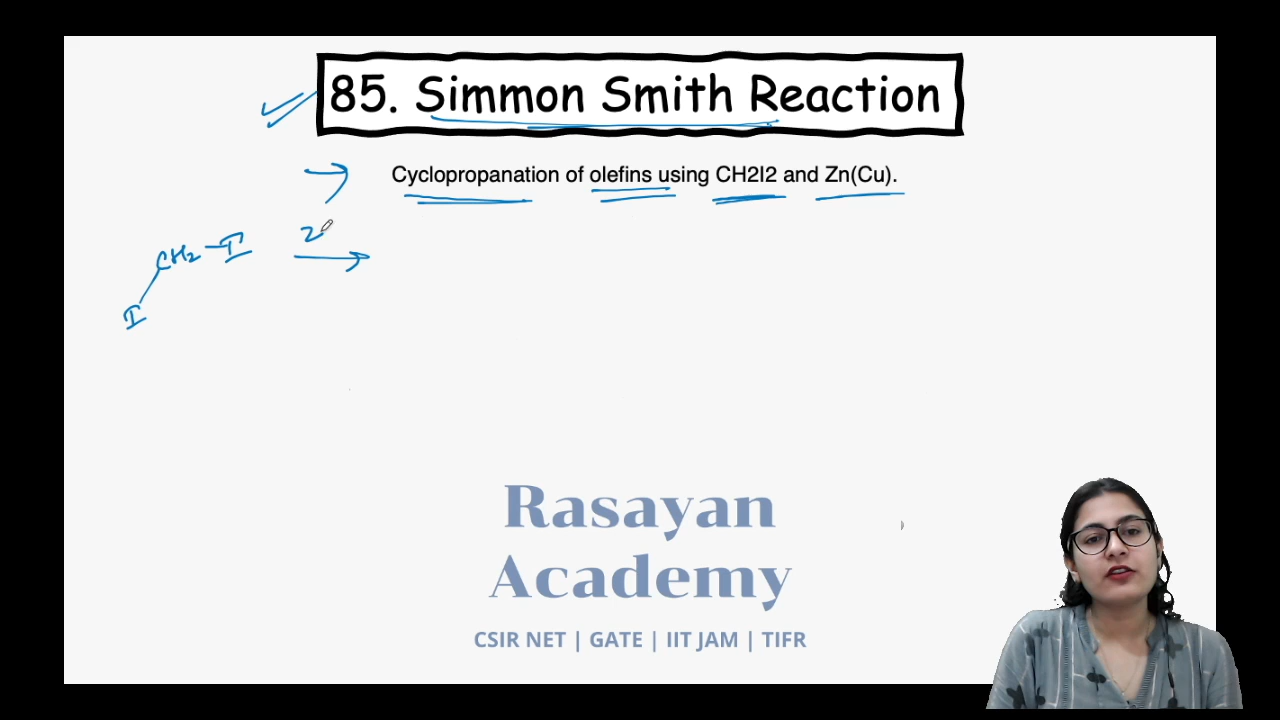 85. Simmon Smith Reaction
Cyclopropanation of olefins using CH2I2 and Zn(Cu).
CH2-I
I
Rasayan
Academy
CSIR NET | GATE | IIT JAM | TIFR